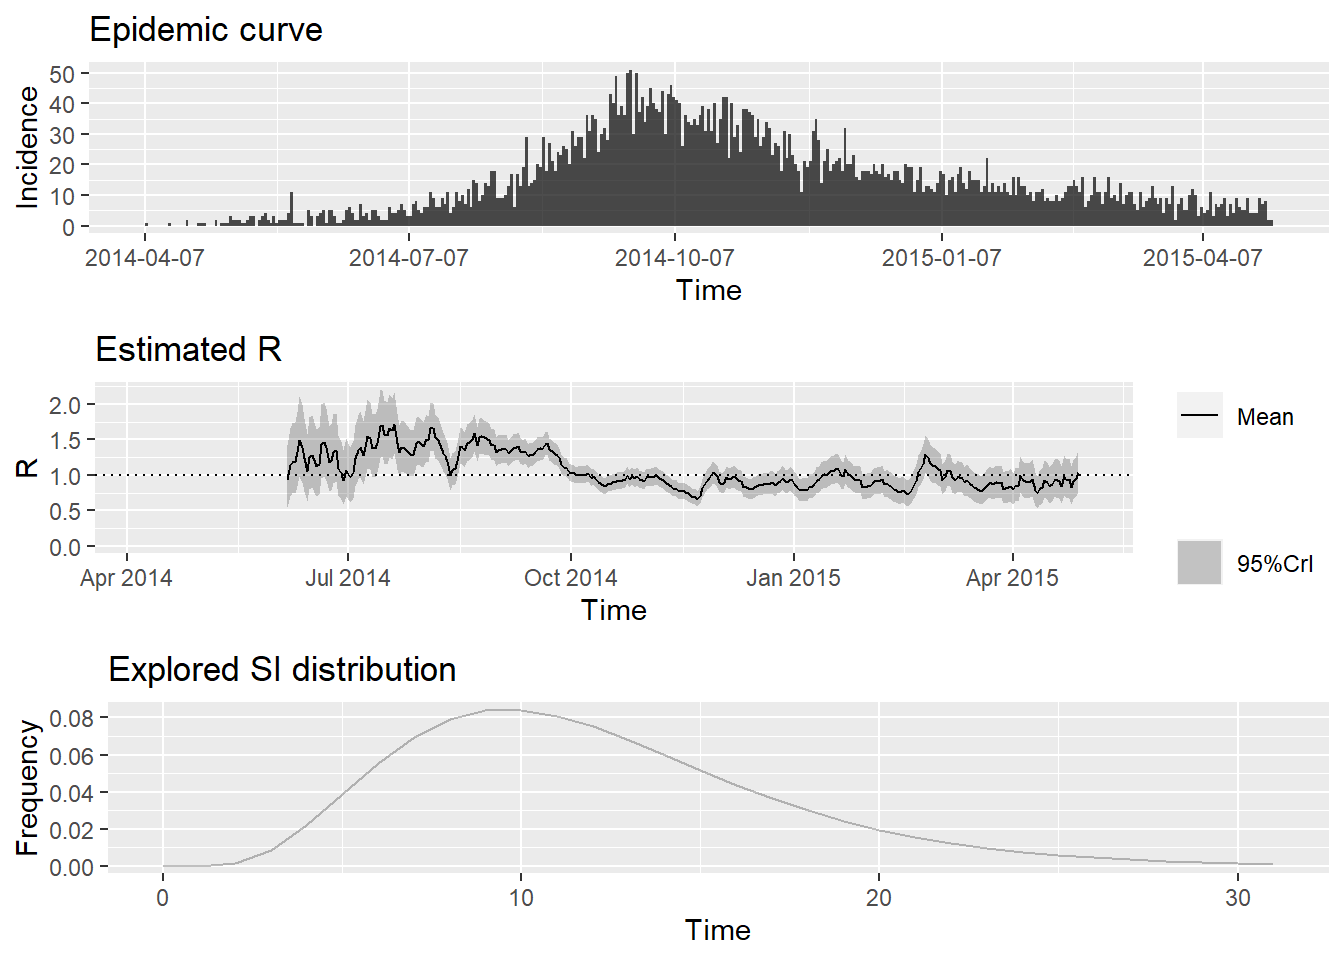 Epidemic curve
50
40
30
20
10
0
Incidence
2014-04-07 2014-07-07 2014-10-07 2015-01-07 2015-04-07
Time
Estimated R
2.0
1.5
1.0
0.5
0.0
R
Apr 2014 Jul 2014 Oct 2014 Jan 2015 Apr 2015
Time
Mean
95%CrI
Explored SI distribution
0.08
0.06
0.04
0.02
0.00
Frequency
0 10 20 30
Time